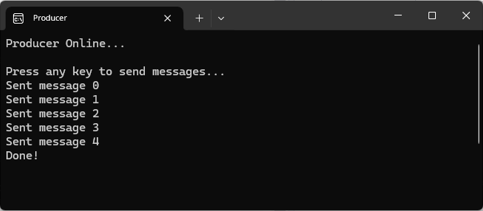 Producer
Producer Online...
Press any key to send messages...
Sent message 0
Sent message 1
Sent message 2
Sent message 3
Sent message 4
Done!